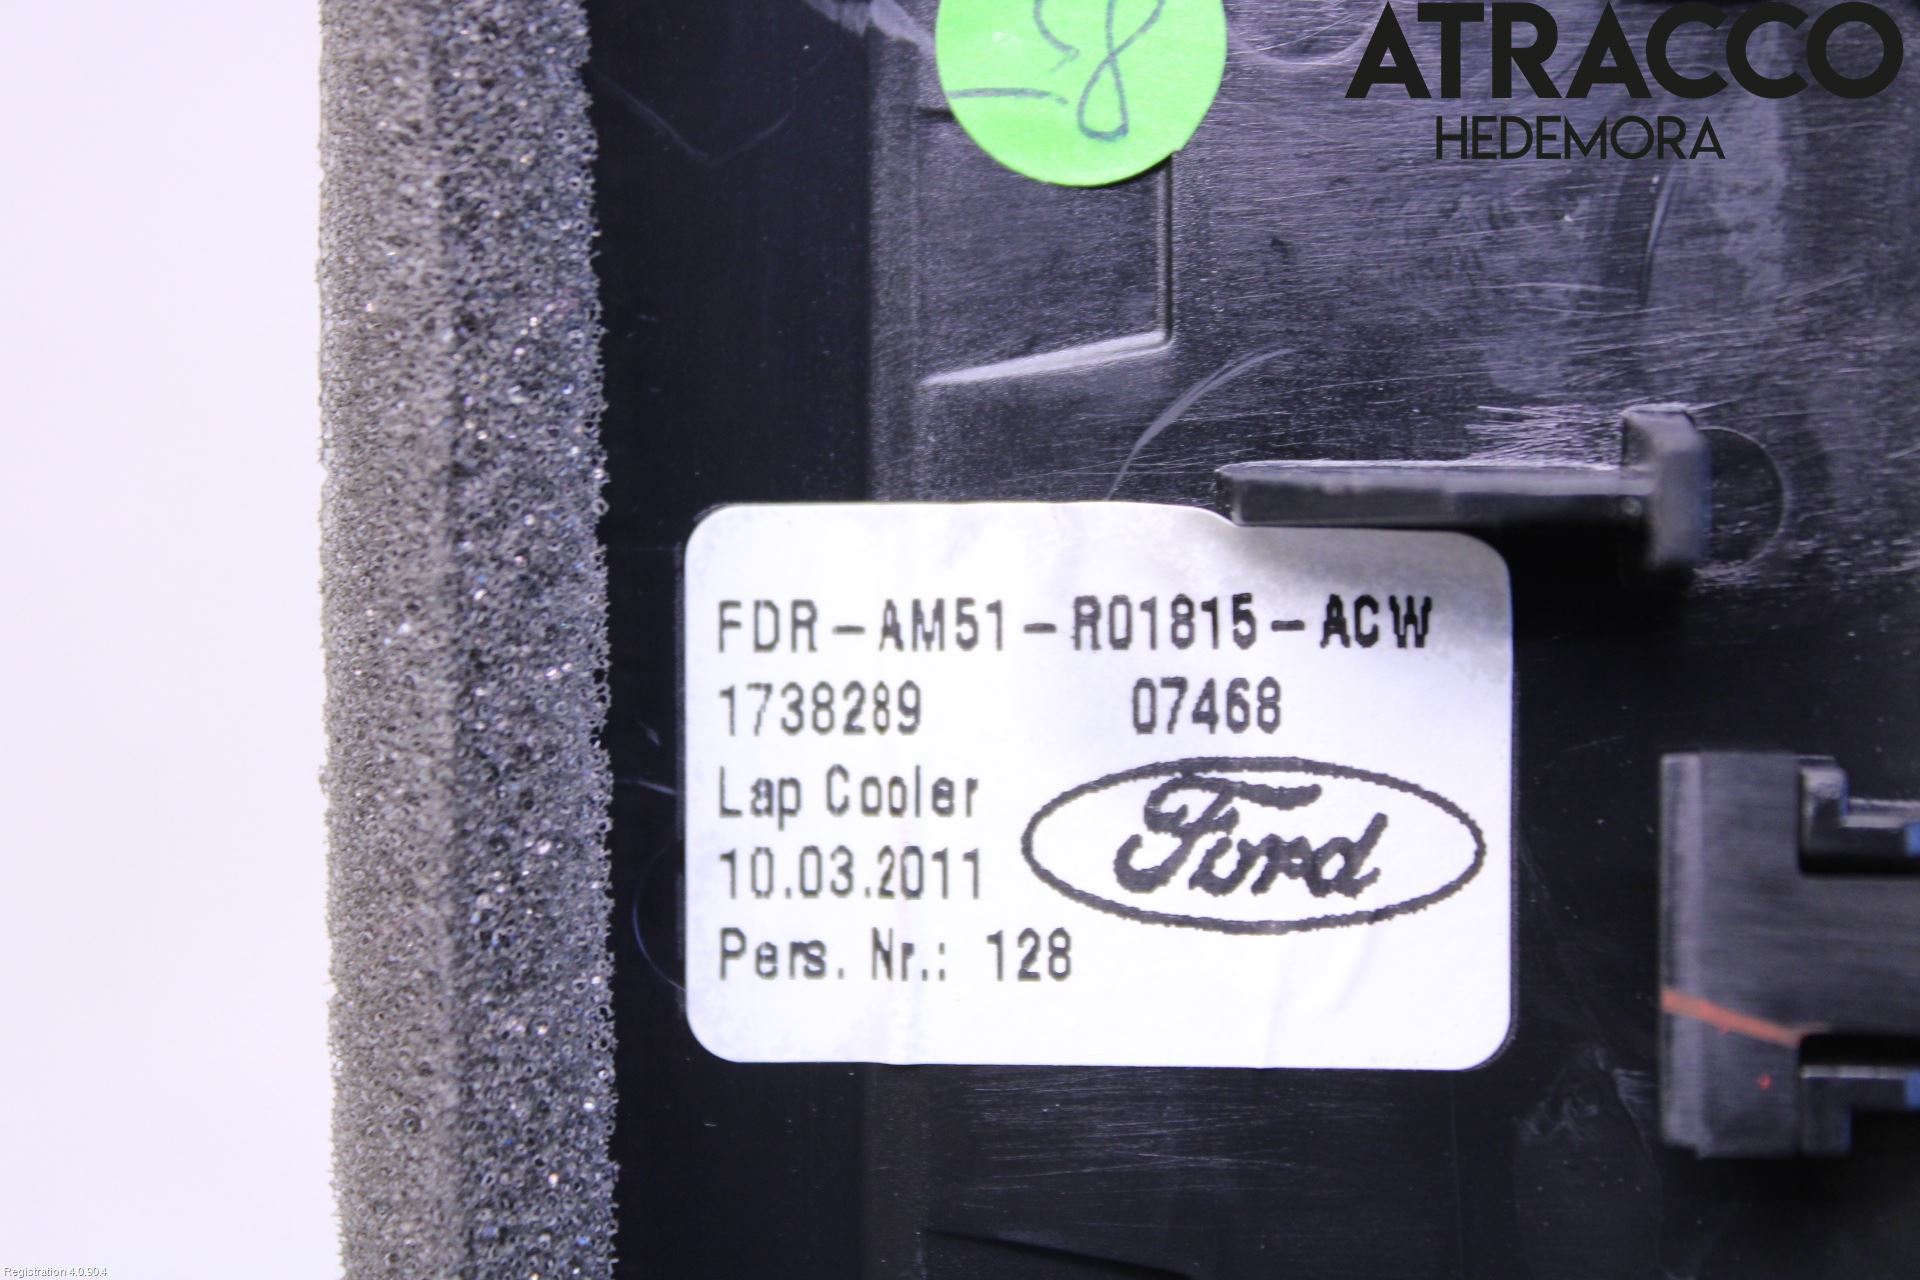 ATRACCO
HEDEMORA
FDR-AM51-R01815-ACW
1738289 07468
Lap Cooler
10.03.2011
Ford
Pers. Nr.: 128
Registration 4.0.90.4